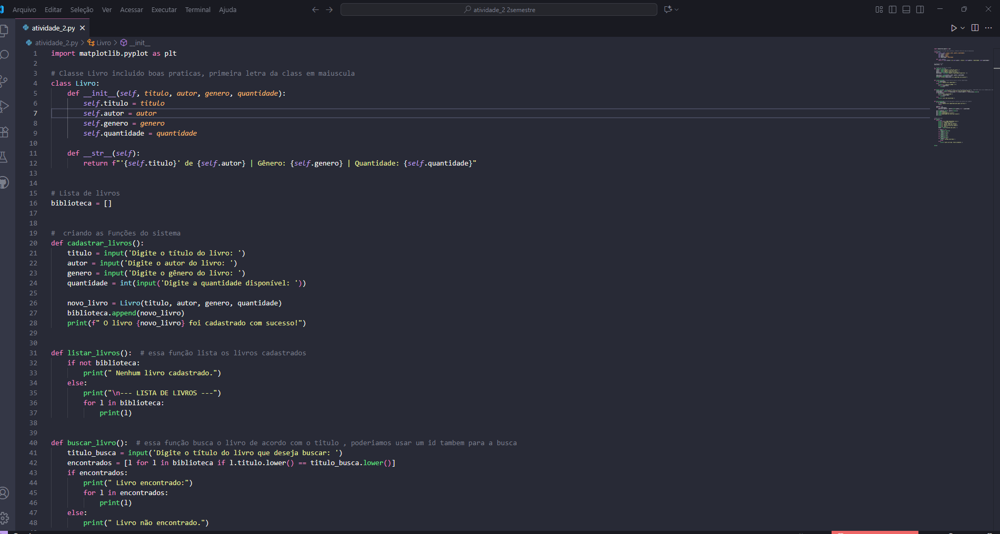 Arquivo Editar Seleção Ver Acessar Executar Terminal Ajuda
atividade_2 2semestre
atividade_2.py
atividade_2.py > Livro > __init__
1 import matplotlib.pyplot as plt
2
3 # Classe Livro incluido boas praticas, primeira letra da class em maiuscula
4 class Livro:
5     def __init__(self, titulo, autor, genero, quantidade):
6         self.titulo = titulo
7         self.autor = autor
8         self.genero = genero
9         self.quantidade = quantidade
10
11     def __str__(self):
12         return f"'{self.titulo}' de {self.autor} | Gênero: {self.genero} | Quantidade: {self.quantidade}"
13
14
15 # Lista de livros
16 biblioteca = []
17
18
19 #  criando as Funções do sistema
20 def cadastrar_livros():
21     titulo = input('Digite o título do livro: ')
22     autor = input('Digite o autor do livro: ')
23     genero = input('Digite o gênero do livro: ')
24     quantidade = int(input('Digite a quantidade disponível: '))
25
26     novo_livro = Livro(titulo, autor, genero, quantidade)
27     biblioteca.append(novo_livro)
28     print(f" O livro {novo_livro} foi cadastrado com sucesso!")
29
30
31 def listar_livros():  # essa função lista os livros cadastrados
32     if not biblioteca:
33         print(" Nenhum livro cadastrado.")
34     else:
35         print("\n--- LISTA DE LIVROS ---")
36         for l in biblioteca:
37             print(l)
38
39
40 def buscar_livro():  # essa função busca o livro de acordo com o titulo , poderiamos usar um id tambem para a busca
41     titulo_busca = input('Digite o título do livro que deseja buscar: ')
42     encontrados = [l for l in biblioteca if l.titulo.lower() == titulo_busca.lower()]
43     if encontrados:
44         print(" Livro encontrado:")
45         for l in encontrados:
46             print(l)
47     else:
48         print(" Livro não encontrado.")